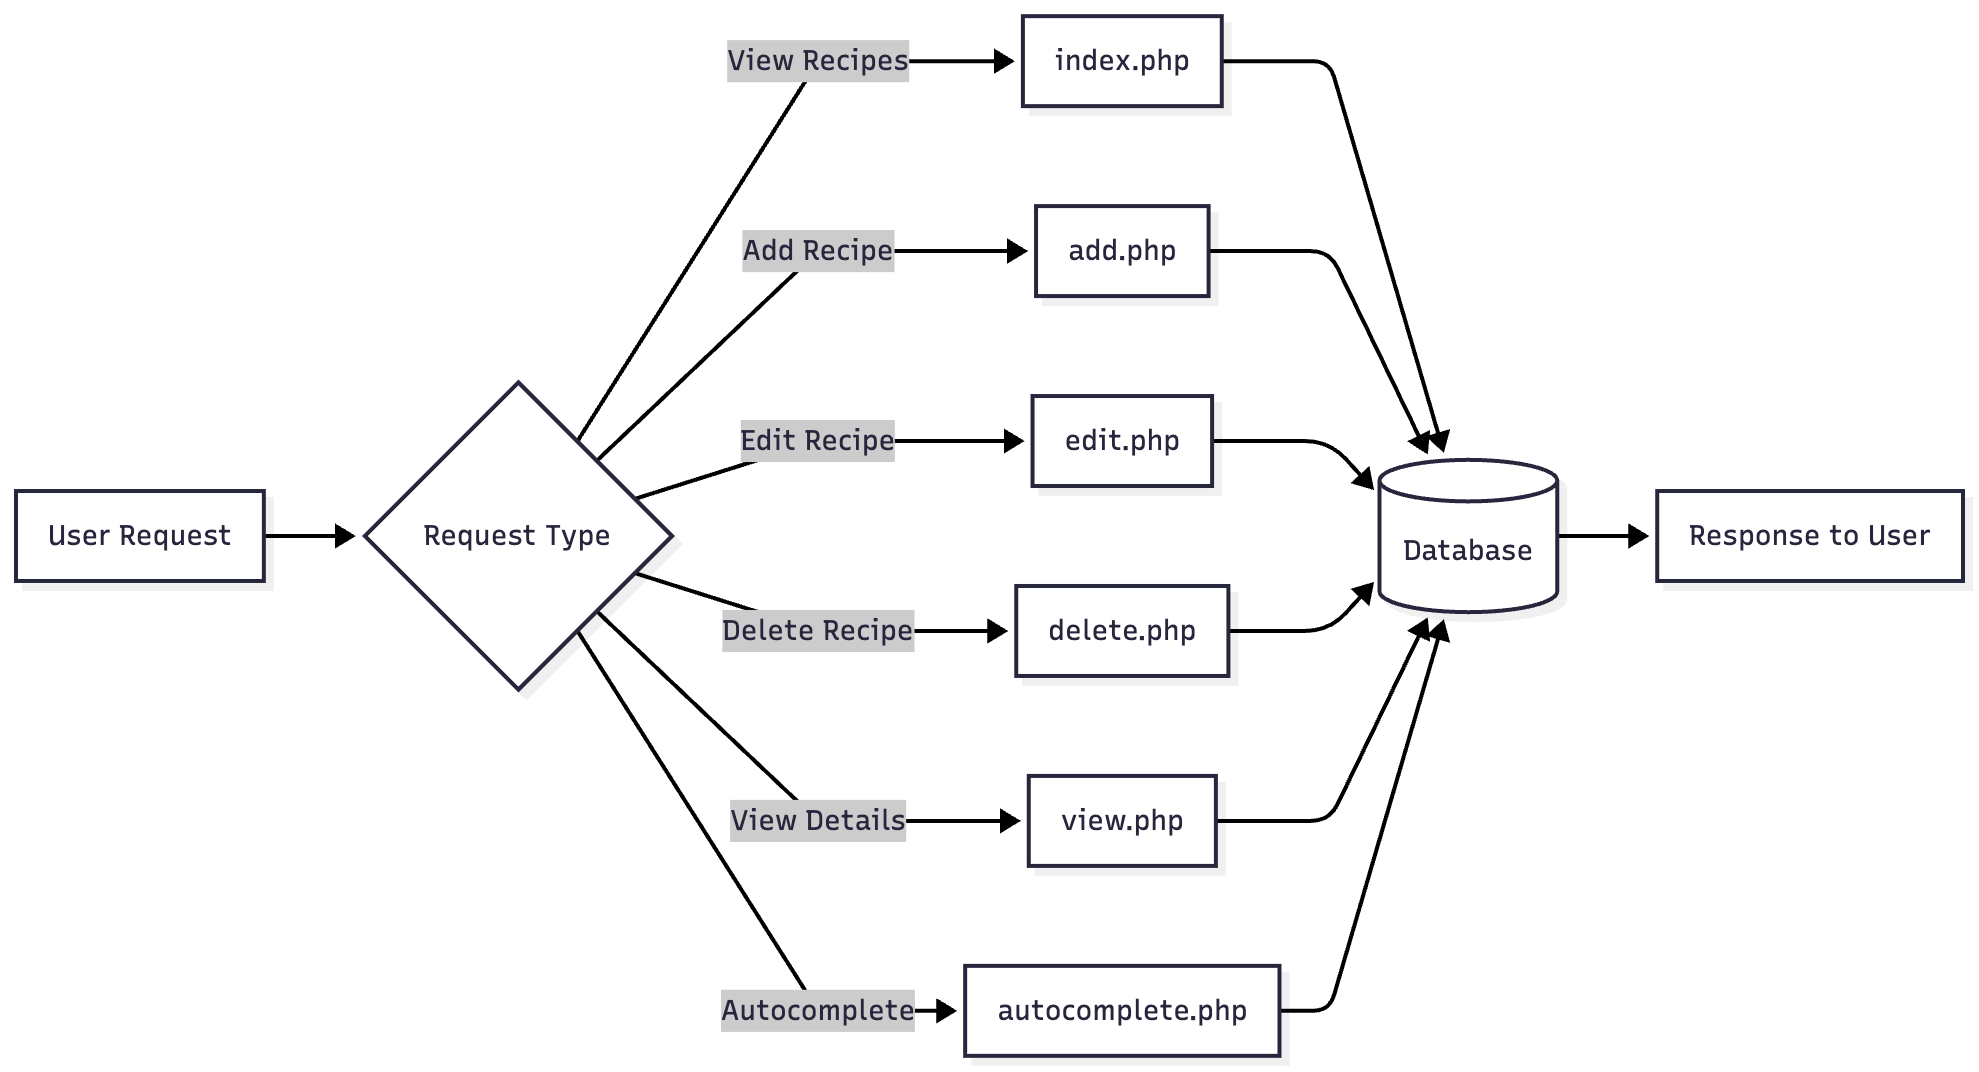 User Request
Request Type
View Recipes
index.php
Add Recipe
add.php
Edit Recipe
edit.php
Delete Recipe
delete.php
View Details
view.php
Autocomplete
autocomplete.php
Database
Response to User